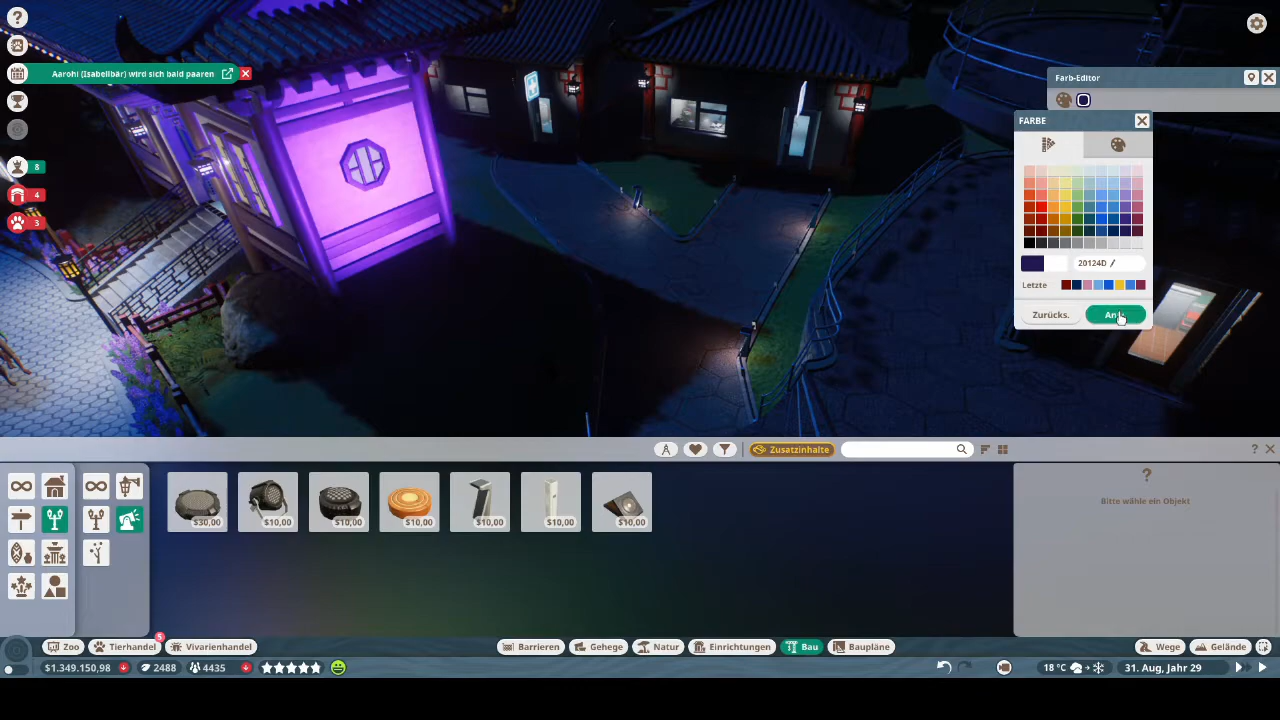 Aarohi (Isabellbär) wird sich bald paaren
8
4
3
Farb-Editor
FARBE
20124D
Letzte
Zurücks.
Zusatzinhalte
?
$30,00
$10,00
$10,00
$10,00
$10,00
$10,00
$10,00
?
Bitte wähle ein Objekt
Zoo
Tierhandel
5
Vivarienhandel
Barrieren
Gehege
Natur
Einrichtungen
Bau
Baupläne
Wege
Gelände
$1.349.150,98
2488
4435
18 °C
31. Aug, Jahr 29